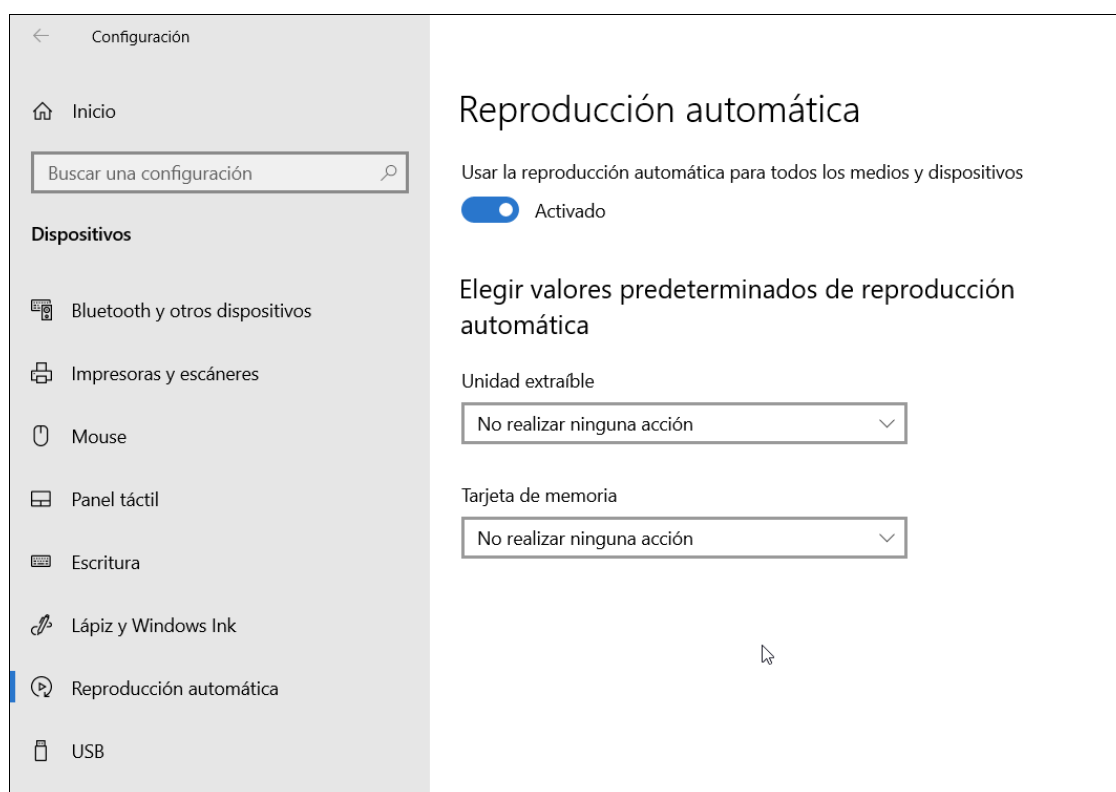 Configuración
Inicio
Buscar una configuración
Dispositivos
Bluetooth y otros dispositivos
Impresoras y escáneres
Mouse
Panel táctil
Escritura
Lápiz y Windows Ink
Reproducción automática
USB
Reproducción automática
Usar la reproducción automática para todos los medios y dispositivos
Activado
Elegir valores predeterminados de reproducción
automática
Unidad extraíble
No realizar ninguna acción
Tarjeta de memoria
No realizar ninguna acción